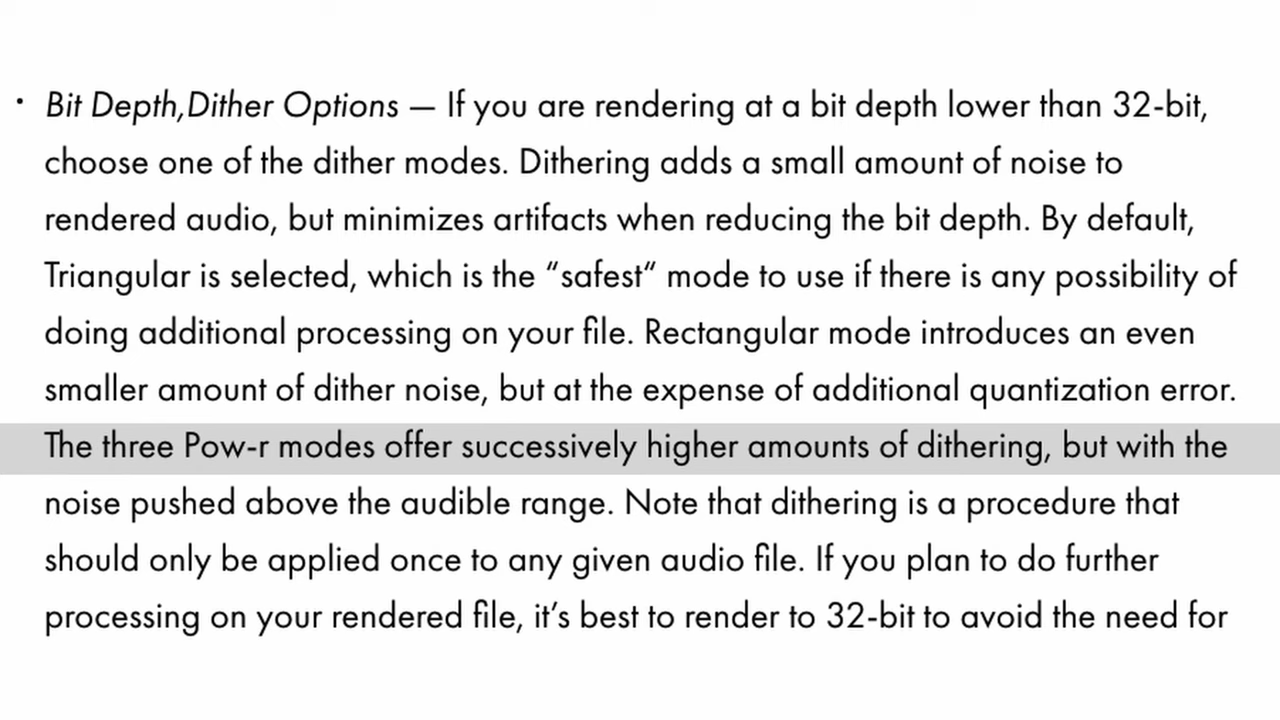 • Bit Depth,Dither Options — If you are rendering at a bit depth lower than 32-bit,
choose one of the dither modes. Dithering adds a small amount of noise to
rendered audio, but minimizes artifacts when reducing the bit depth. By default,
Triangular is selected, which is the “safest“ mode to use if there is any possibility of
doing additional processing on your file. Rectangular mode introduces an even
smaller amount of dither noise, but at the expense of additional quantization error.
The three Pow-r modes offer successively higher amounts of dithering, but with the
noise pushed above the audible range. Note that dithering is a procedure that
should only be applied once to any given audio file. If you plan to do further
processing on your rendered file, it’s best to render to 32-bit to avoid the need for